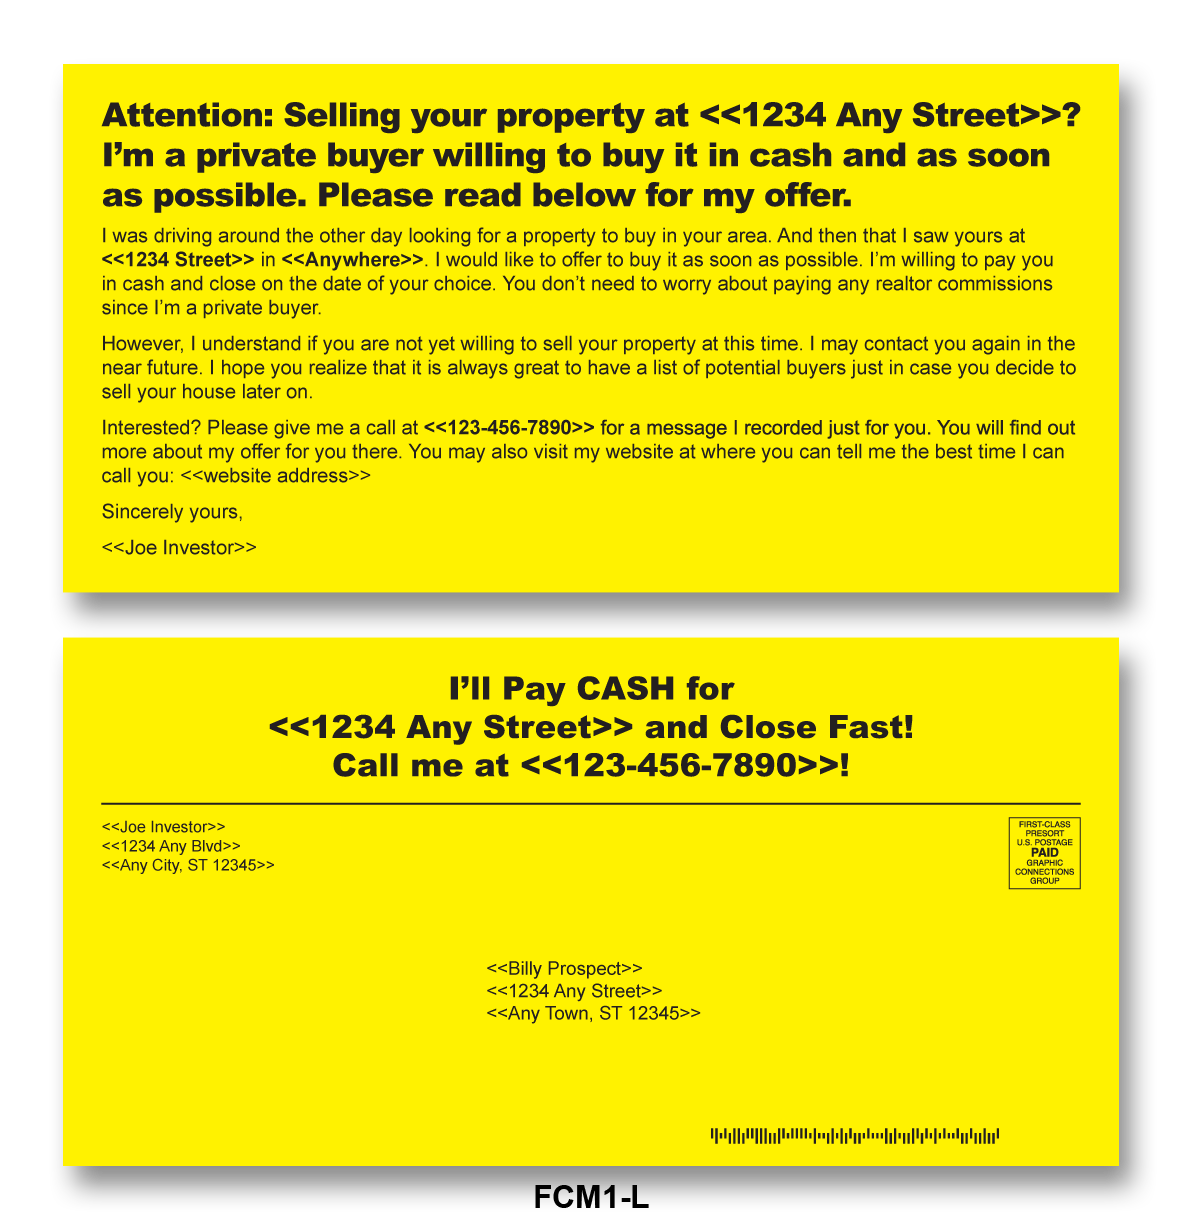 Attention: Selling your property at <<1234 Any Street>>?
I'm a private buyer willing to buy it in cash and as soon
as possible. Please read below for my offer.
I was driving around the other day looking for a property to buy in your area. And then that I saw yours at
<<1234 Street>> in <<Anywhere>>. I would like to offer to buy it as soon as possible. I'm willing to pay you
in cash and close on the date of your choice. You don't need to worry about paying any realtor commissions
since I'm a private buyer.
However, I understand if you are not yet willing to sell your property at this time. I may contact you again in the
near future. I hope you realize that it is always great to have a list of potential buyers just in case you decide to
sell your house later on.
Interested? Please give me a call at <<123-456-7890>> for a message I recorded just for you. You will find out
more about my offer for you there. You may also visit my website at where you can tell me the best time I can
call you: <<website address>>
Sincerely yours,
<<Joe Investor>>
I'll Pay CASH for
<<1234 Any Street>> and Close Fast!
Call me at <<123-456-7890>>!
<<Joe Investor>>
<<1234 Any Blvd>>
<<Any City, ST 12345>>
FIRST-CLASS
PRESORT
U.S. POSTAGE
PAID
GRAPHIC
CONNECTIONS
GROUP
<<Billy Prospect>>
<<1234 Any Street>>
<<Any Town, ST 12345>>
FCM1-L